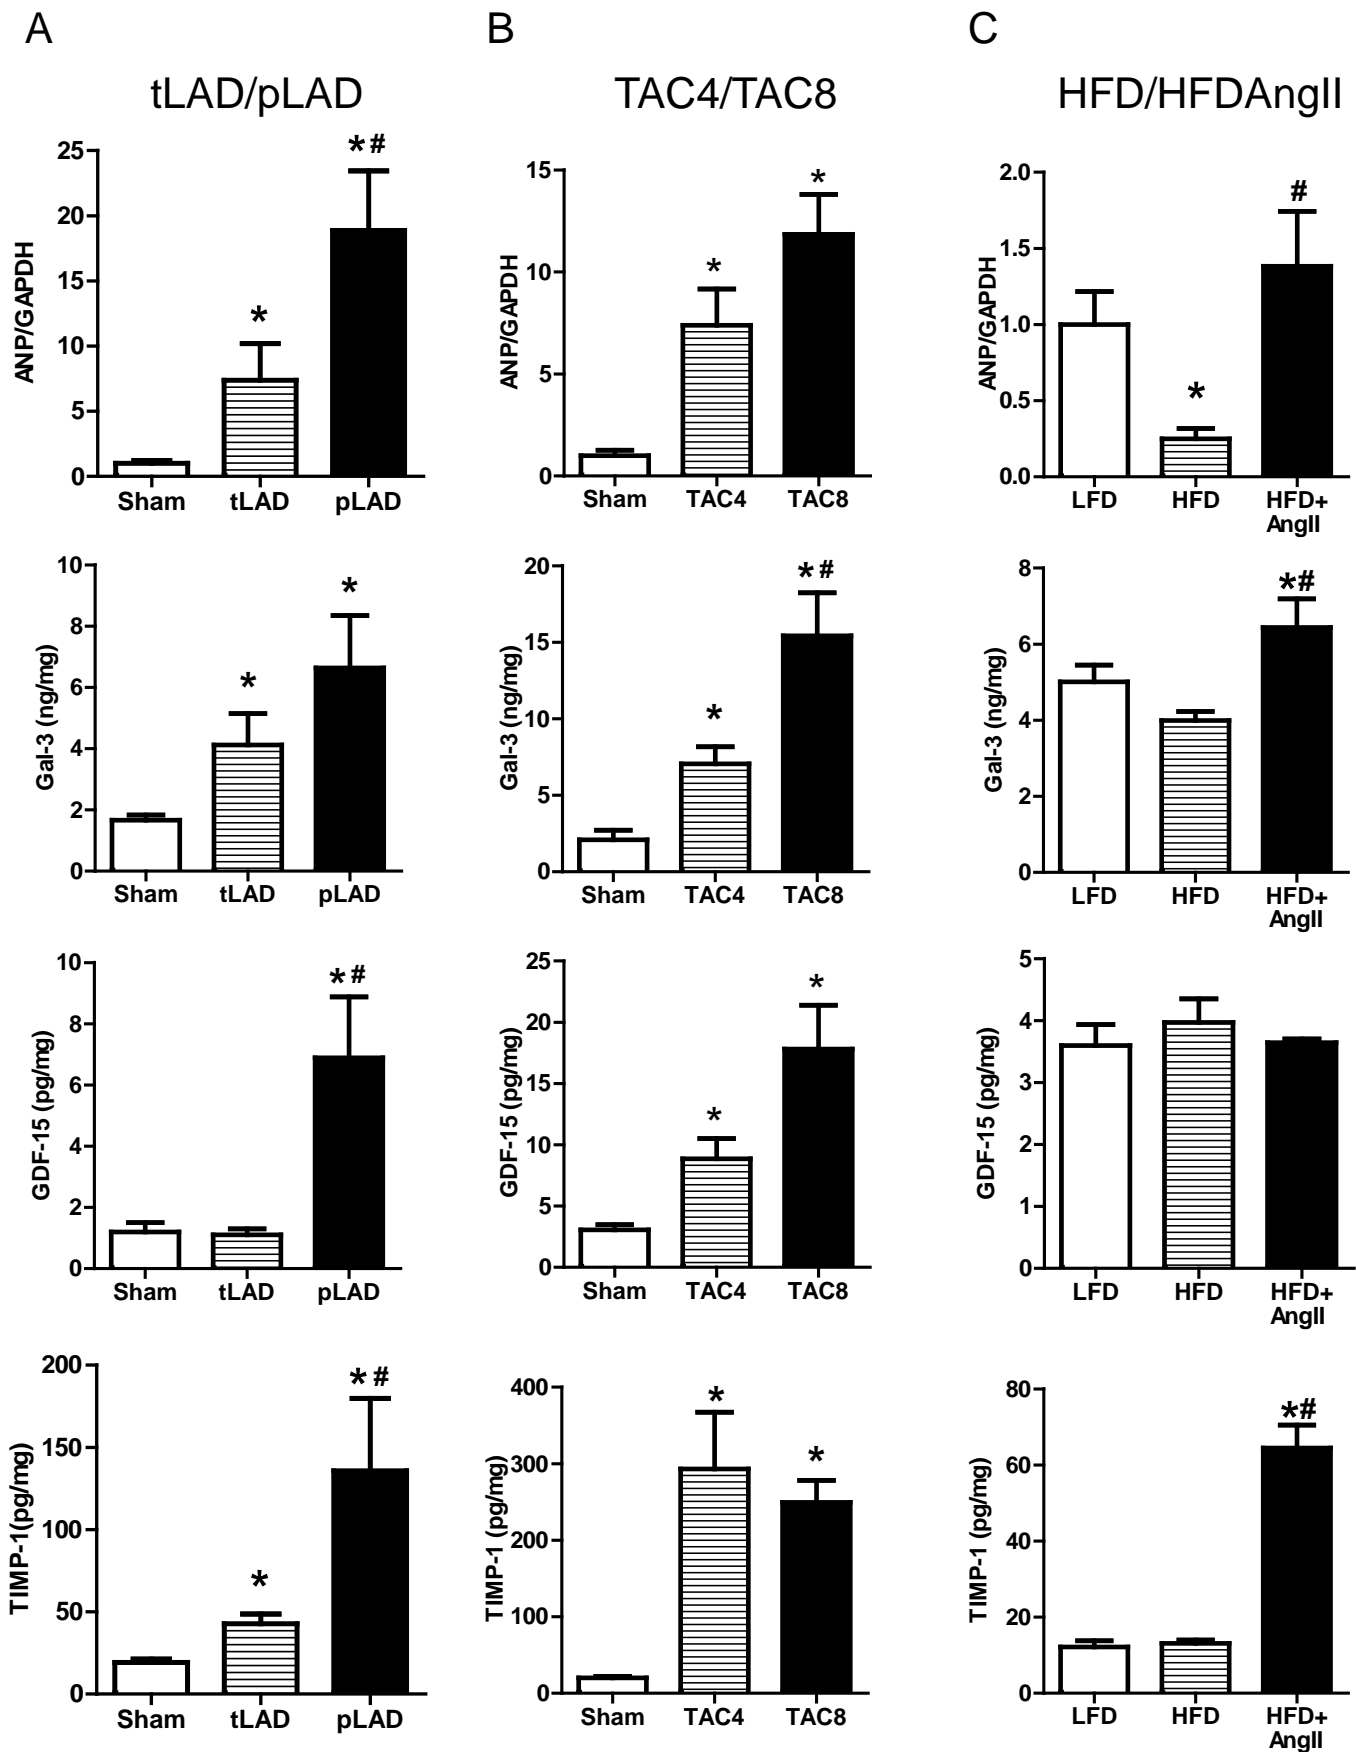 A
B
C
tLAD/pLAD
TAC4/TAC8
HFD/HFDAngII
ANP/GAPDH
25
20
15
10
5
0
*
*#
Sham
tLAD
pLAD
ANP/GAPDH
15
10
5
0
*
*
Sham
TAC4
TAC8
ANP/GAPDH
2.0
1.5
1.0
0.5
0.0
*
#
LFD
HFD
HFD+
AngII
Gal-3 (ng/mg)
10
8
6
4
2
0
*
*
Sham
tLAD
pLAD
Gal-3 (ng/mg)
20
15
10
5
0
*
*#
Sham
TAC4
TAC8
Gal-3 (ng/mg)
8
6
4
2
0
*#
LFD
HFD
HFD+
AngII
GDF-15 (pg/mg)
10
8
6
4
2
0
*#
Sham
tLAD
pLAD
GDF-15 (pg/mg)
25
20
15
10
5
0
*
*
Sham
TAC4
TAC8
GDF-15 (pg/mg)
5
4
3
2
1
0
LFD
HFD
HFD+
AngII
TIMP-1(pg/mg)
200
150
100
50
0
*
*#
Sham
tLAD
pLAD
TIMP-1 (pg/mg)
400
300
200
100
0
*
*
Sham
TAC4
TAC8
TIMP-1 (pg/mg)
80
60
40
20
0
*#
LFD
HFD
HFD+
AngII